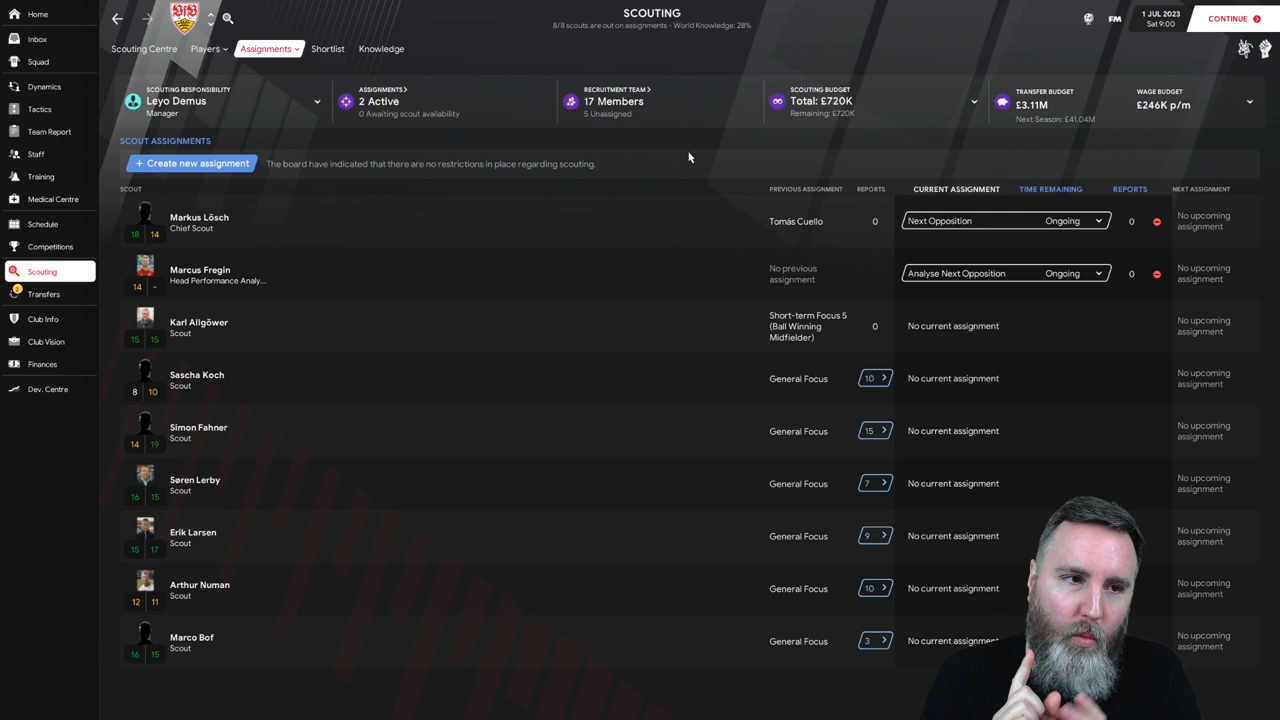 Home
Inbox
Squad
Dynamics
Tactics
Team Report
Staff
Training
Medical Centre
Schedule
Competitions
Scouting
2
Transfers
Club Info
Club Vision
Finances
Dev. Centre
VfB
SCOUTING
8/8 scouts are out on assignments - World Knowledge: 28%
FM
1 JUL 2023
Sat 9:00
CONTINUE
Scouting Centre
Players
Assignments
Shortlist
Knowledge
SCOUTING RESPONSIBILITY
Leyo Demus
Manager
ASSIGNMENTS
2 Active
0 Awaiting scout availability
RECRUITMENT TEAM
17 Members
5 Unassigned
SCOUTING BUDGET
Total: £720K
Remaining: £720K
TRANSFER BUDGET
£3.11M
Next Season: £41.04M
WAGE BUDGET
£246K p/m
SCOUT ASSIGNMENTS
+ Create new assignment
The board have indicated that there are no restrictions in place regarding scouting.
SCOUT PREVIOUS ASSIGNMENT REPORTS CURRENT ASSIGNMENT TIME REMAINING REPORTS NEXT ASSIGNMENT
18 14
Markus Lösch
Chief Scout
Tomás Cuello
0
Next Opposition Ongoing
0
No upcoming
assignment
14 -
Marcus Fregin
Head Performance Analy...
No previous
assignment
Analyse Next Opposition Ongoing
0
No upcoming
assignment
15 15
Karl Allgöwer
Scout
Short-term Focus 5
(Ball Winning
Midfielder)
0
No current assignment
No upcoming
assignment
8 10
Sascha Koch
Scout
General Focus
10
No current assignment
No upcoming
assignment
14 19
Simon Fahner
Scout
General Focus
15
No current assignment
No upcoming
assignment
16 15
Søren Lerby
Scout
General Focus
7
No current assignment
No upcoming
assignment
15 17
Erik Larsen
Scout
General Focus
9
No current assignment
No upcoming
assignment
12 11
Arthur Numan
Scout
General Focus
10
No current assignment
No upcoming
assignment
16 15
Marco Bof
Scout
General Focus
3
No current assignment
No upcoming
assignment